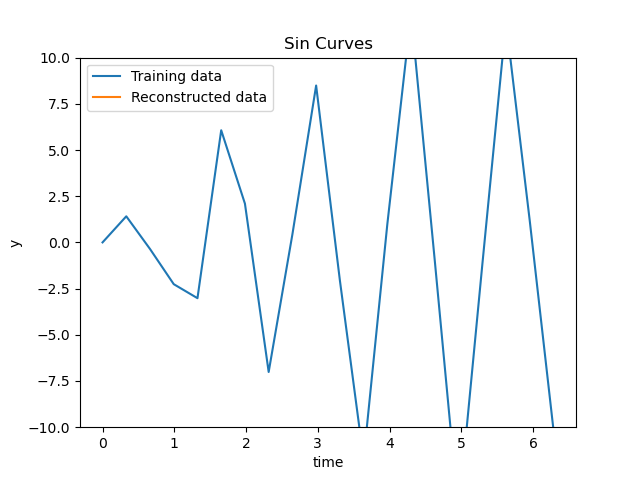 Sin Curves
Training data
Reconstructed data
10.0
7.5
5.0
2.5
0.0
−2.5
−5.0
−7.5
−10.0
y
0 1 2 3 4 5 6
time